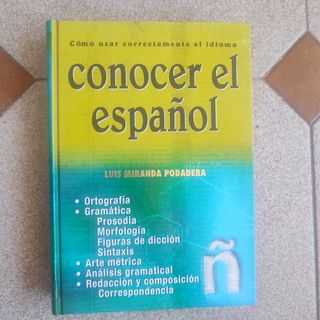 Cómo usar correctamente el idioma
conocer el
español
LUIS MIRANDA PODADERA
• Ortografía
• Gramática
Prosodia
Morfología
Figuras de dicción
Sintaxis
• Arte métrica
• Análisis gramatical
• Redacción y composición
Correspondencia
ñ